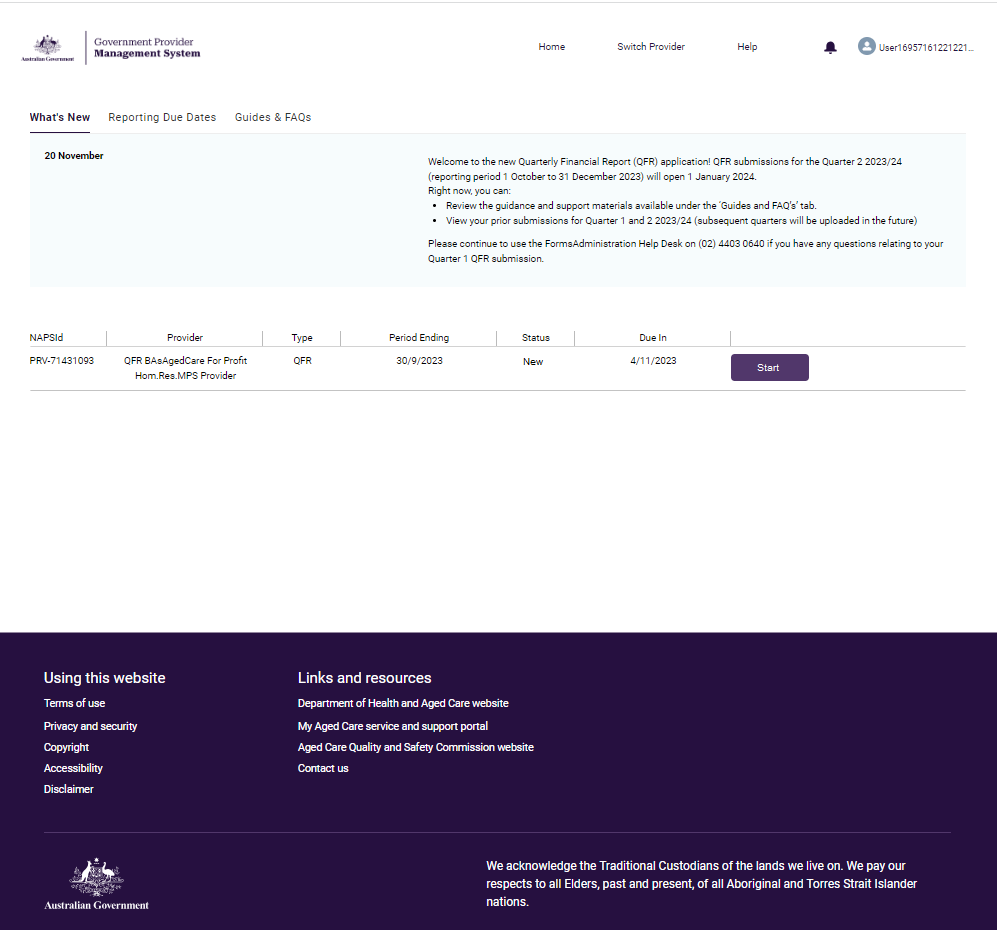 Australian Government
Government Provider
Management System
Home
Switch Provider
Help
User16957161221221...
What's New
Reporting Due Dates
Guides & FAQs
20 November
Welcome to the new Quarterly Financial Report (QFR) application! QFR submissions for the Quarter 2 2023/24
(reporting period 1 October to 31 December 2023) will open 1 January 2024.
Right now, you can:
• Review the guidance and support materials available under the ‘Guides and FAQ’s’ tab.
• View your prior submissions for Quarter 1 and 2 2023/24 (subsequent quarters will be uploaded in the future)
Please continue to use the FormsAdministration Help Desk on (02) 4403 0640 if you have any questions relating to your
Quarter 1 QFR submission.
NAPSId Provider Type Period Ending Status Due In
PRV-71431093 QFR BAsAgedCare For Profit QFR 30/9/2023 New 4/11/2023 Start
Hom.Res.MPS Provider
Using this website
Terms of use
Privacy and security
Copyright
Accessibility
Disclaimer
Links and resources
Department of Health and Aged Care website
My Aged Care service and support portal
Aged Care Quality and Safety Commission website
Contact us
Australian Government
We acknowledge the Traditional Custodians of the lands we live on. We pay our
respects to all Elders, past and present, of all Aboriginal and Torres Strait Islander
nations.